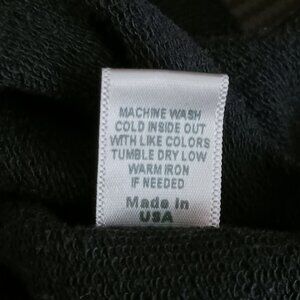 MACHINE WASH
COLD INSIDE OUT
WITH LIKE COLORS
TUMBLE DRY LOW
WARM IRON
IF NEEDED
Made in
USA